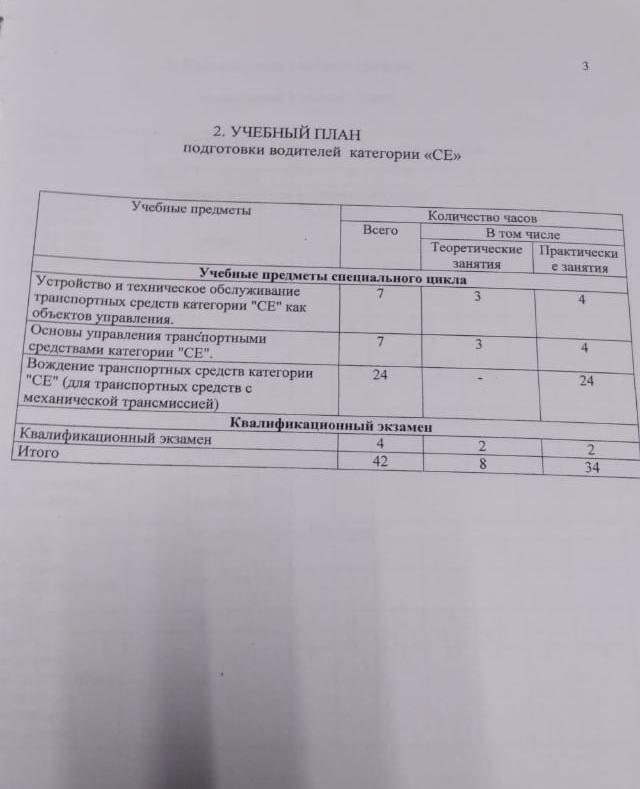 3
2. УЧЕБНЫЙ ПЛАН
подготовки водителей категории «СЕ»
Учебные предметы
Количество часов
Всего
В том числе
Теоретические
занятия
Практически
е занятия
Учебные предметы специального цикла
Устройство и техническое обслуживание
транспортных средств категории "СЕ" как
объектов управления.
7 3 4
Основы управления транспортными
средствами категории "СЕ".
7 3 4
Вождение транспортных средств категории
"СЕ" (для транспортных средств с
механической трансмиссией)
24 - 24
Квалификационный экзамен
Квалификационный экзамен 4 2 2
Итого 42 8 34